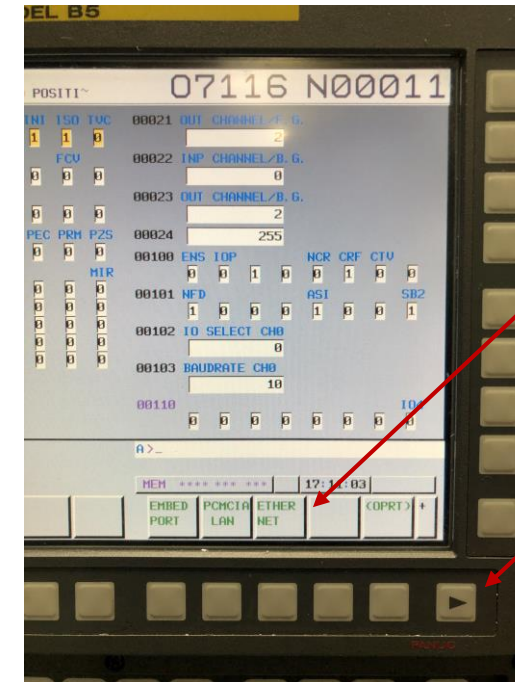 DEL B5
POSITI~ O7116 N00011
INI ISO TVC
1 1 0
FCV
0 0 0
0 0 0
PEC PRM PZS
0 0 0
MIR
0 0 0
0 0 0
0 0 0
0 0 0
0 0 0
00021 OUT CHANNEL/F.G.
2
00022 INP CHANNEL/B.G.
0
00023 OUT CHANNEL/B.G.
2
00024 255
00100 ENS IOP NCR CRF CTV
0 0 1 0 0 1 0 0
00101 NFD ASI SB2
1 0 0 0 1 0 0 1
00102 IO SELECT CH0
0
00103 BAUDRATE CH0
10
00110 IO4
0 0 0 0 0 0 0 0
A>_
MEM **** *** *** 17:11:03
EMBED PORT
PCMCIA LAN
ETHER NET
(OPRT) +
FANUC